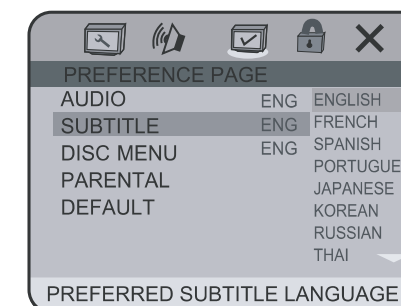 PREFERENCE PAGE
AUDIO ENG ENGLISH
SUBTITLE ENG FRENCH
DISC MENU ENG SPANISH
PARENTAL PORTUGUE
DEFAULT JAPANESE
KOREAN
RUSSIAN
THAI
PREFERRED SUBTITLE LANGUAGE